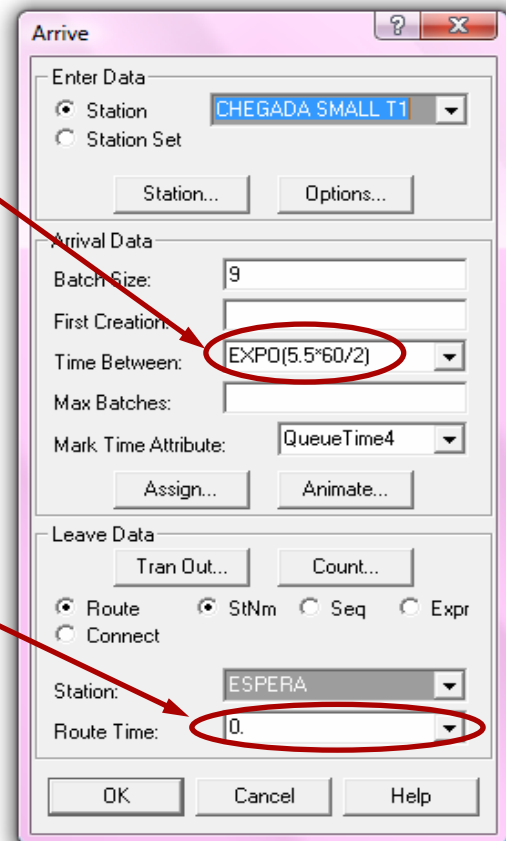 Arrive ? X
Enter Data
Station CHEGADA SMALL T1
Station Set
Station... Options...
Arrival Data
Batch Size: 9
First Creation:
Time Between: EXPO(5.5*60/2)
Max Batches:
Mark Time Attribute: QueueTime4
Assign... Animate...
Leave Data
Tran Out... Count...
Route StNm Seq Expr
Connect
Station: ESPERA
Route Time: 0.
OK Cancel Help